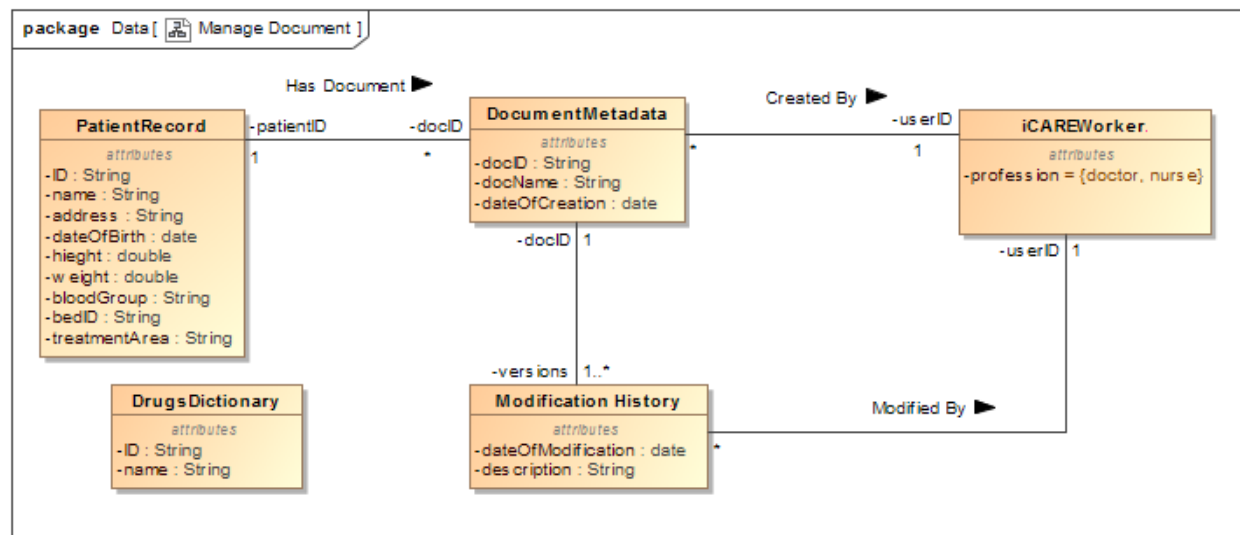 package Data[ Manage Document ]
Has Document ►
Created By ►
PatientRecord
attributes
-ID : String
-name : String
-address : String
-dateOfBirth : date
-hieght : double
-weight : double
-bloodGroup : String
-bedID : String
-treatmentArea : String
-patientID
1
-docID
*
DocumentMetadata
attributes
-docID : String
-docName : String
-dateOfCreation : date
*
-userID
1
iCAREWorker.
attributes
-profession = {doctor, nurse}
-docID 1
-userID 1
-versions 1..*
DrugsDictionary
attributes
-ID : String
-name : String
Modification History
attributes
-dateOfModification : date
-description : String
*
Modified By ►